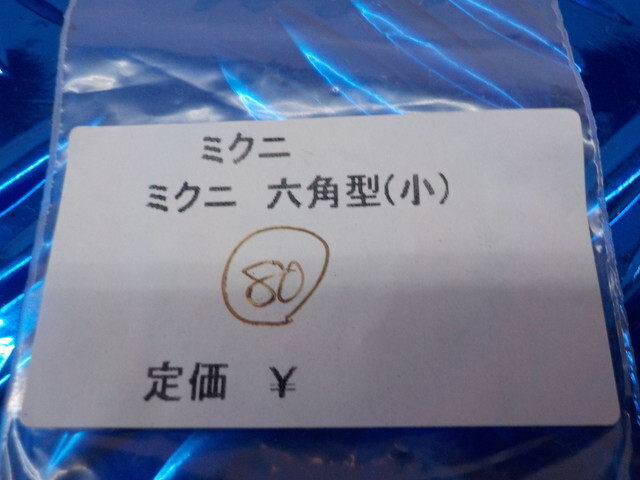 ミクニ
ミクニ 六角型(小)
80
定価 ¥